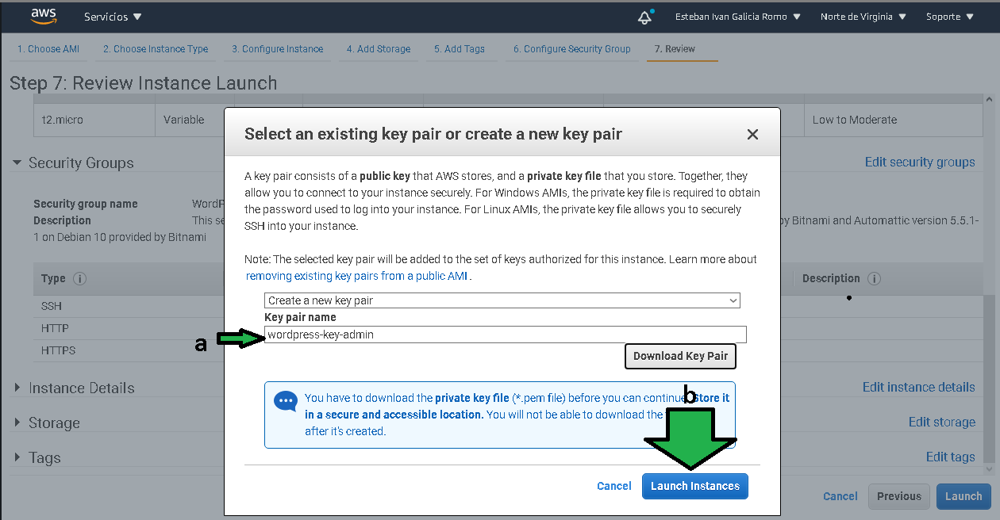 aws Servicios Esteban Ivan Galicia Romo Norte de Virginia Soporte
1. Choose AMI 2. Choose Instance Type 3. Configure Instance 4. Add Storage 5. Add Tags 6. Configure Security Group 7. Review
Step 7: Review Instance Launch
t2.micro Variable Low to Moderate
Select an existing key pair or create a new key pair
Security Groups Edit security groups
A key pair consists of a public key that AWS stores, and a private key file that you store. Together, they
allow you to connect to your instance securely. For Windows AMIs, the private key file is required to obtain
the password used to log into your instance. For Linux AMIs, the private key file allows you to securely
SSH into your instance.
Security group name WordP
Description This se by Bitnami and Automattic version 5.5.1-
1 on Debian 10 provided by Bitnami
Note: The selected key pair will be added to the set of keys authorized for this instance. Learn more about
removing existing key pairs from a public AMI.
Type i Description i
Create a new key pair
SSH
Key pair name
HTTP
a wordpress-key-admin
HTTPS
Download Key Pair
Instance Details Edit instance details
b
You have to download the private key file (*.pem file) before you can continue. Store it
in a secure and accessible location. You will not be able to download the
after it's created.
Storage Edit storage
Tags Edit tags
Cancel Launch Instances
Cancel Previous Launch